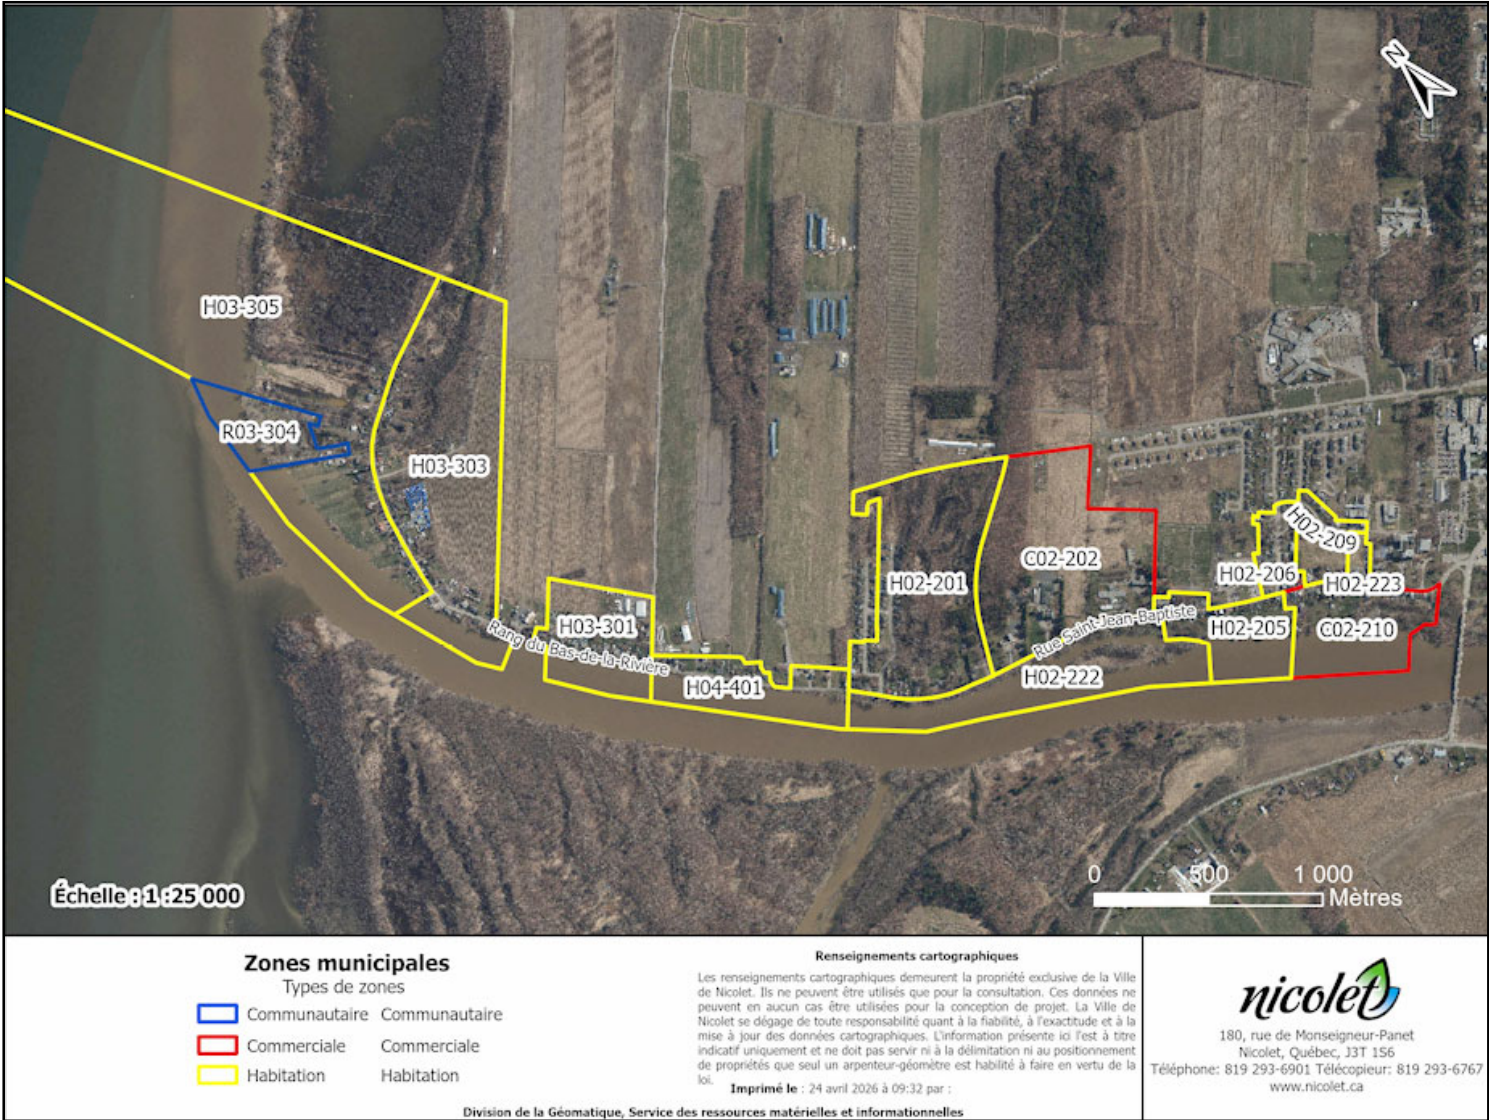 N
H03-305
R03-304
H03-303
H03-301
Rang du Bas-de-la-Rivière
H04-401
H02-201
C02-202
Rue Saint-Jean-Baptiste
H02-222
H02-209
H02-206
H02-223
H02-205
C02-210
Échelle : 1 :25 000
0 500 1 000
Mètres
Zones municipales
Types de zones
Communautaire Communautaire
Commerciale Commerciale
Habitation Habitation
Renseignements cartographiques
Les renseignements cartographiques demeurent la propriété exclusive de la Ville
de Nicolet. Ils ne peuvent être utilisés que pour la consultation. Ces données ne
peuvent en aucun cas être utilisées pour la conception de projet. La Ville de
Nicolet se dégage de toute responsabilité quant à la fiabilité, à l'exactitude et à la
mise à jour des données cartographiques. L'information présente ici l'est à titre
indicatif uniquement et ne doit pas servir ni à la délimitation ni au positionnement
de propriétés que seul un arpenteur-géomètre est habilité à faire en vertu de la
loi.
Imprimé le : 24 avril 2026 à 09:32 par :
Division de la Géomatique, Service des ressources matérielles et informationnelles
nicolet
180, rue de Monseigneur-Panet
Nicolet, Québec, J3T 1S6
Téléphone: 819 293-6901 Télécopieur: 819 293-6767
www.nicolet.ca